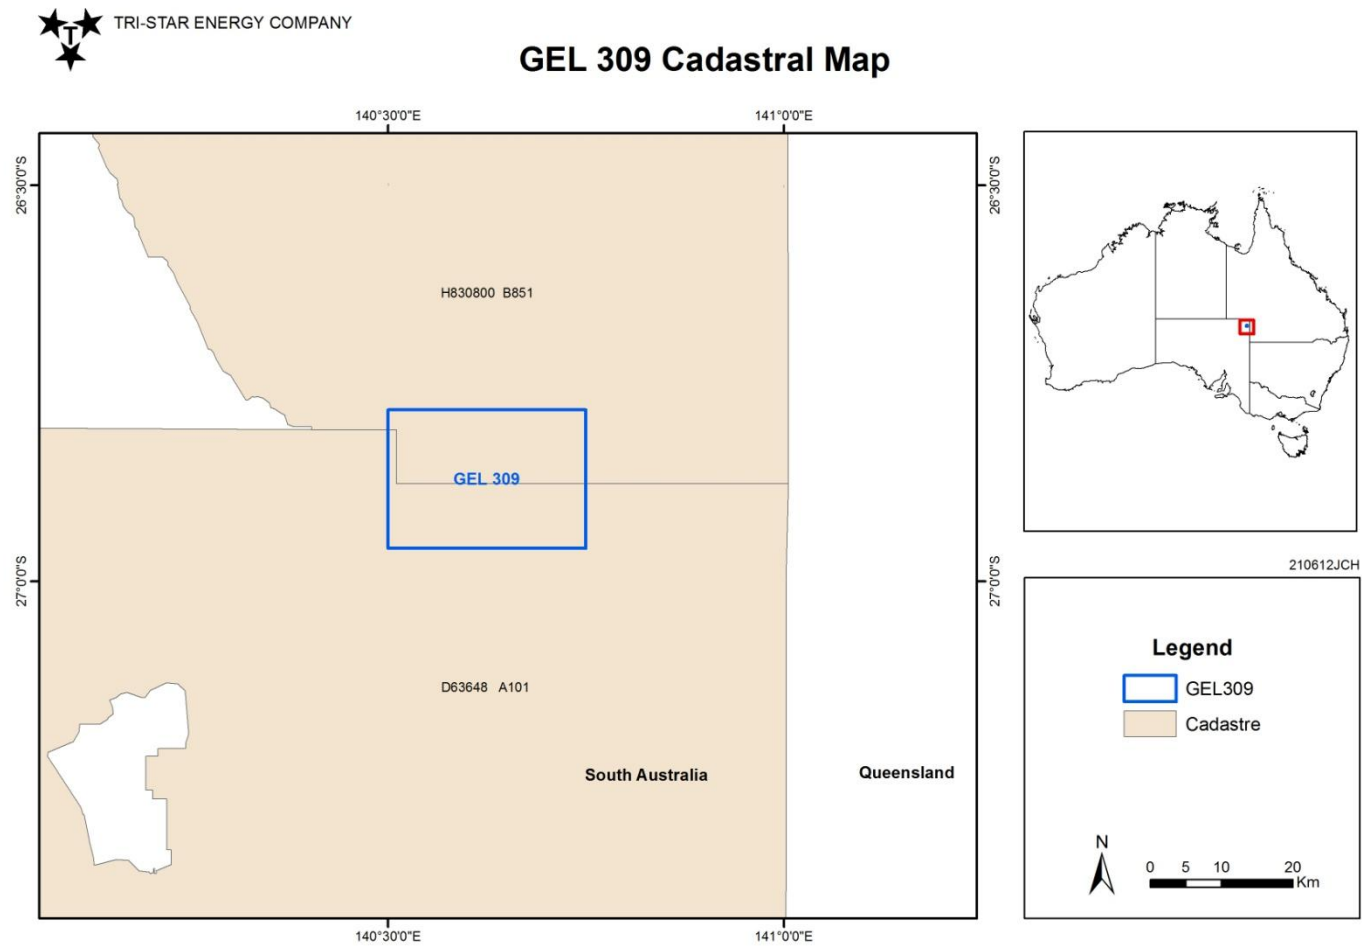 T
TRI-STAR ENERGY COMPANY
GEL 309 Cadastral Map
140°30'0"E
141°0'0"E
26°30'0"S
26°30'0"S
H830800 B851
GEL 309
27°0'0"S
27°0'0"S
D63648 A101
South Australia
Queensland
140°30'0"E
141°0'0"E
210612JCH
Legend
GEL309
Cadastre
N
0 5 10 20
Km